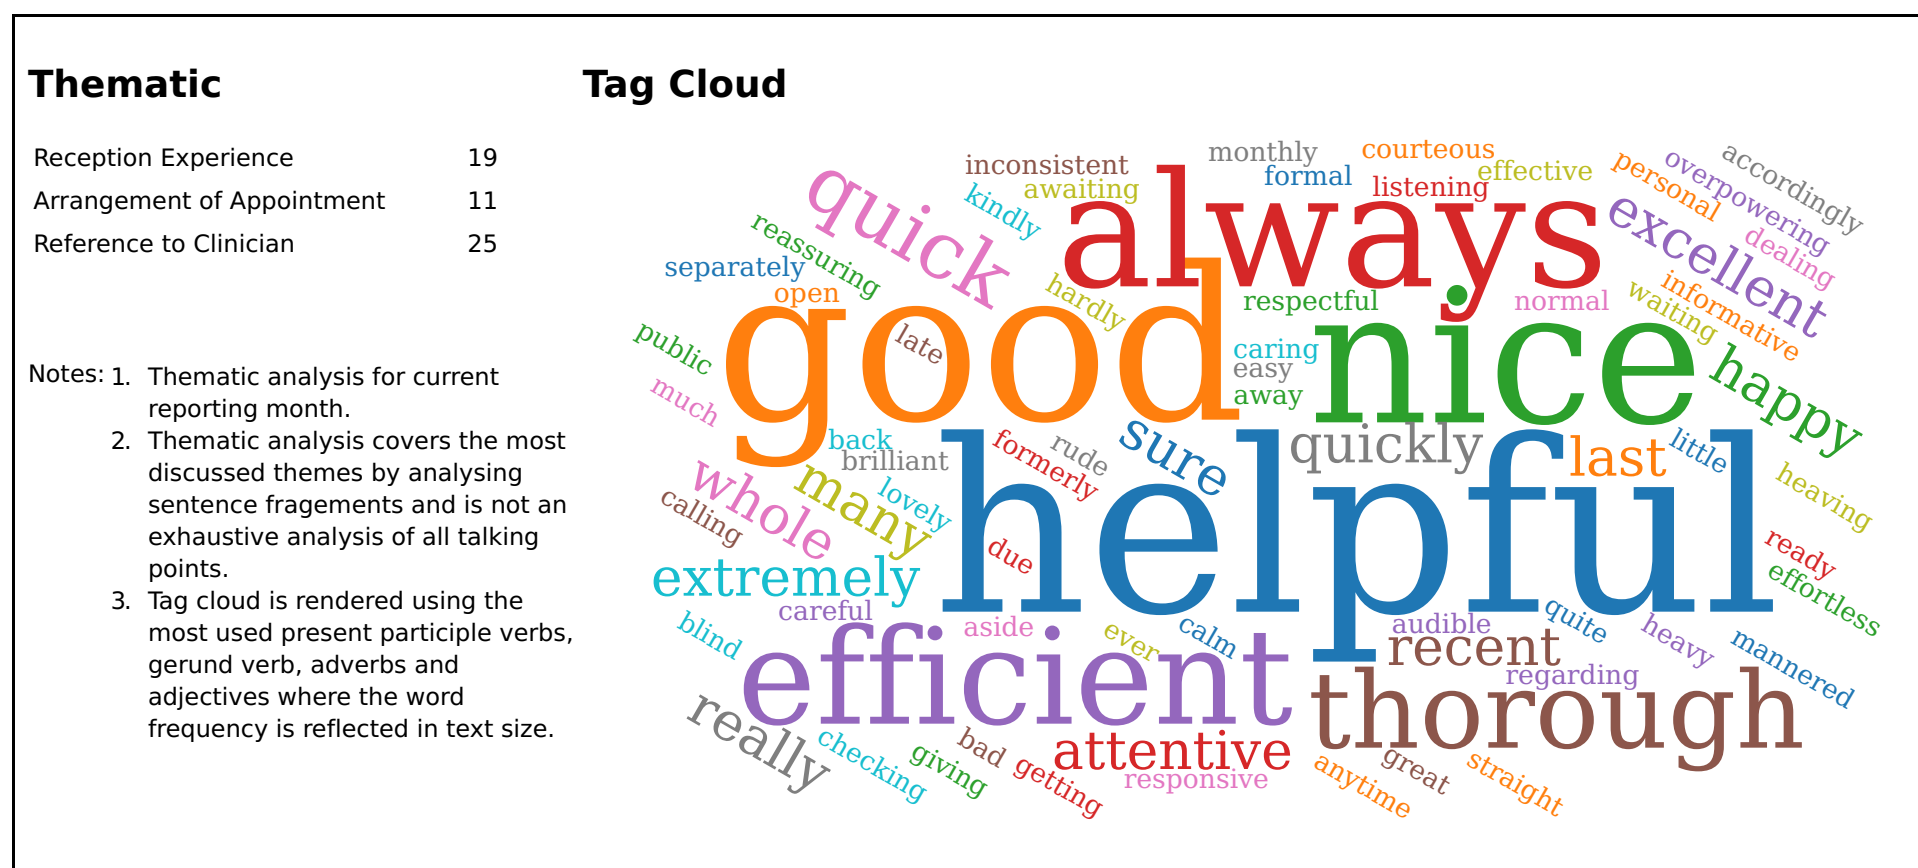 Thematic
Reception Experience 19
Arrangement of Appointment 11
Reference to Clinician 25
Notes: 1. Thematic analysis for current
reporting month.
2. Thematic analysis covers the most
discussed themes by analysing
sentence fragements and is not an
exhaustive analysis of all talking
points.
3. Tag cloud is rendered using the
most used present participle verbs,
gerund verb, adverbs and
adjectives where the word
frequency is reflected in text size.
Tag Cloud
inconsistent
monthly
courteous
effective
personal
overpowering
accordingly
quick
kindly
awaiting
formal
listening
always
excellent
dealing
reassuring
separately
open
hardly
respectful
normal
waiting
informative
public
late
good
caring
easy
away
nice
happy
much
back
brilliant
formerly
rude
sure
quickly
last
little
heaving
whole
many
lovely
calling
due
helpful
ready
effortless
extremely
careful
blind
aside
ever
calm
audible
quite
heavy
mannered
efficient
recent
regarding
thorough
really
checking
giving
bad
getting
attentive
responsive
anytime
great
straight